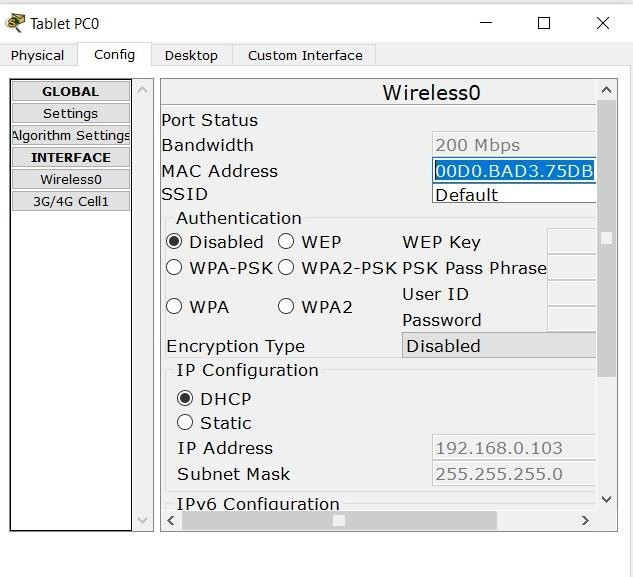 Tablet PC0
Physical Config Desktop Custom Interface
GLOBAL
Settings
Algorithm Settings
INTERFACE
Wireless0
3G/4G Cell1
Wireless0
Port Status
Bandwidth 200 Mbps
MAC Address 00D0.BAD3.75DB
SSID Default
Authentication
Disabled WEP WEP Key
WPA-PSK WPA2-PSK PSK Pass Phrase
User ID
WPA WPA2
Password
Encryption Type Disabled
IP Configuration
DHCP
Static
IP Address 192.168.0.103
Subnet Mask 255.255.255.0
IPv6 Configuration